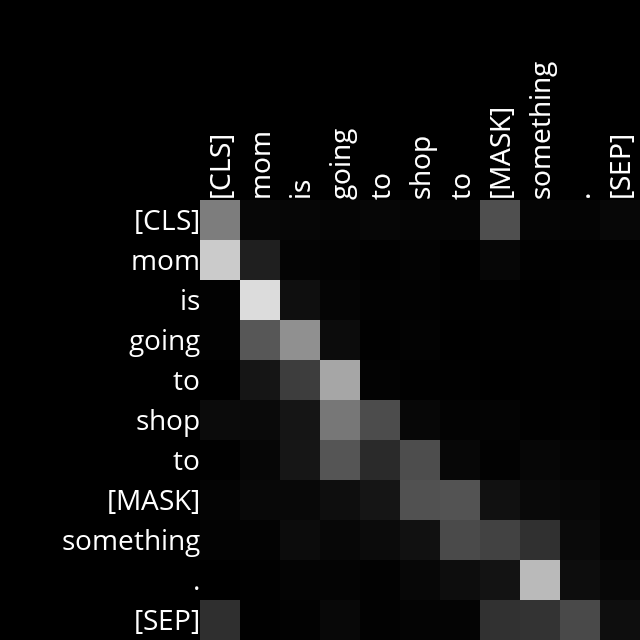 [CLS]
mom
is
going
to
shop
to
[MASK]
something
.
[SEP]
[CLS]
mom
is
going
to
shop
to
[MASK]
something
.
[SEP]